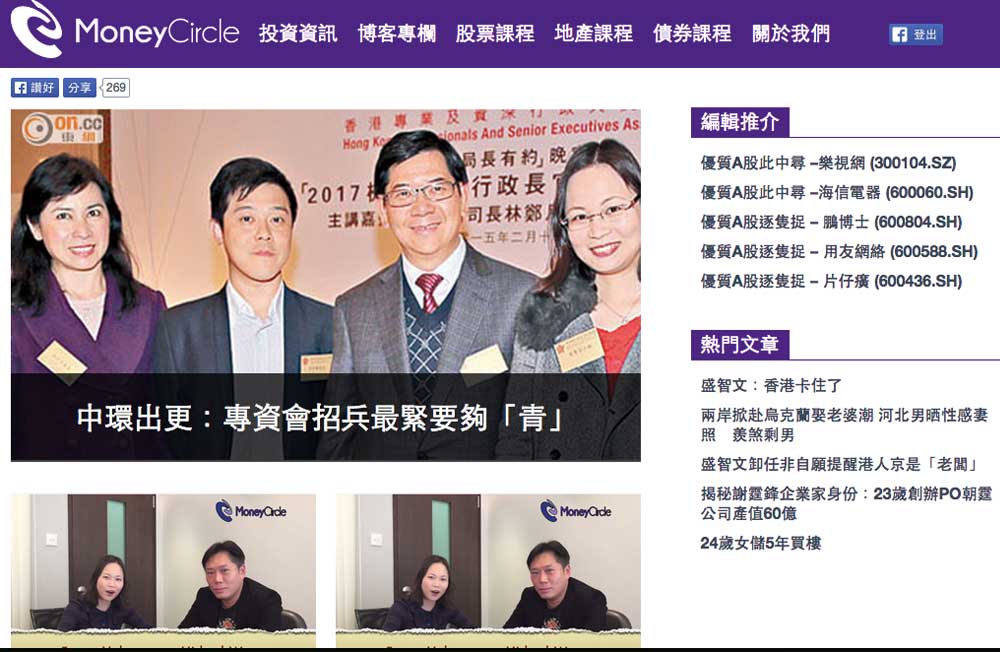 MoneyCircle
投資資訊 博客專欄 股票課程 地產課程 債券課程 關於我們
登出
讚好 分享 269
on.cc
東網
香港專業及資深行政人員
Hong Kong Professionals And Senior Executives Ass
局長有約」晚宴
「2017 行政長官
主講嘉 司長林鄭月
一五年二月十
中環出更：專資會招兵最緊要夠「青」
MoneyCircle
MoneyCircle
編輯推介
優質A股此中尋 –樂視網 (300104.SZ)
優質A股此中尋 –海信電器 (600060.SH)
優質A股逐隻捉 – 鵬博士 (600804.SH)
優質A股逐隻捉 – 用友網絡 (600588.SH)
優質A股逐隻捉 – 片仔癀 (600436.SH)
熱門文章
盛智文：香港卡住了
兩岸掀赴烏克蘭娶老婆潮 河北男晒性感妻
照　羨煞剩男
盛智文卸任非自願提醒港人京是「老闆」
揭秘謝霆鋒企業家身份：23歲創辦PO朝霆
公司產值60億
24歲女儲5年買樓